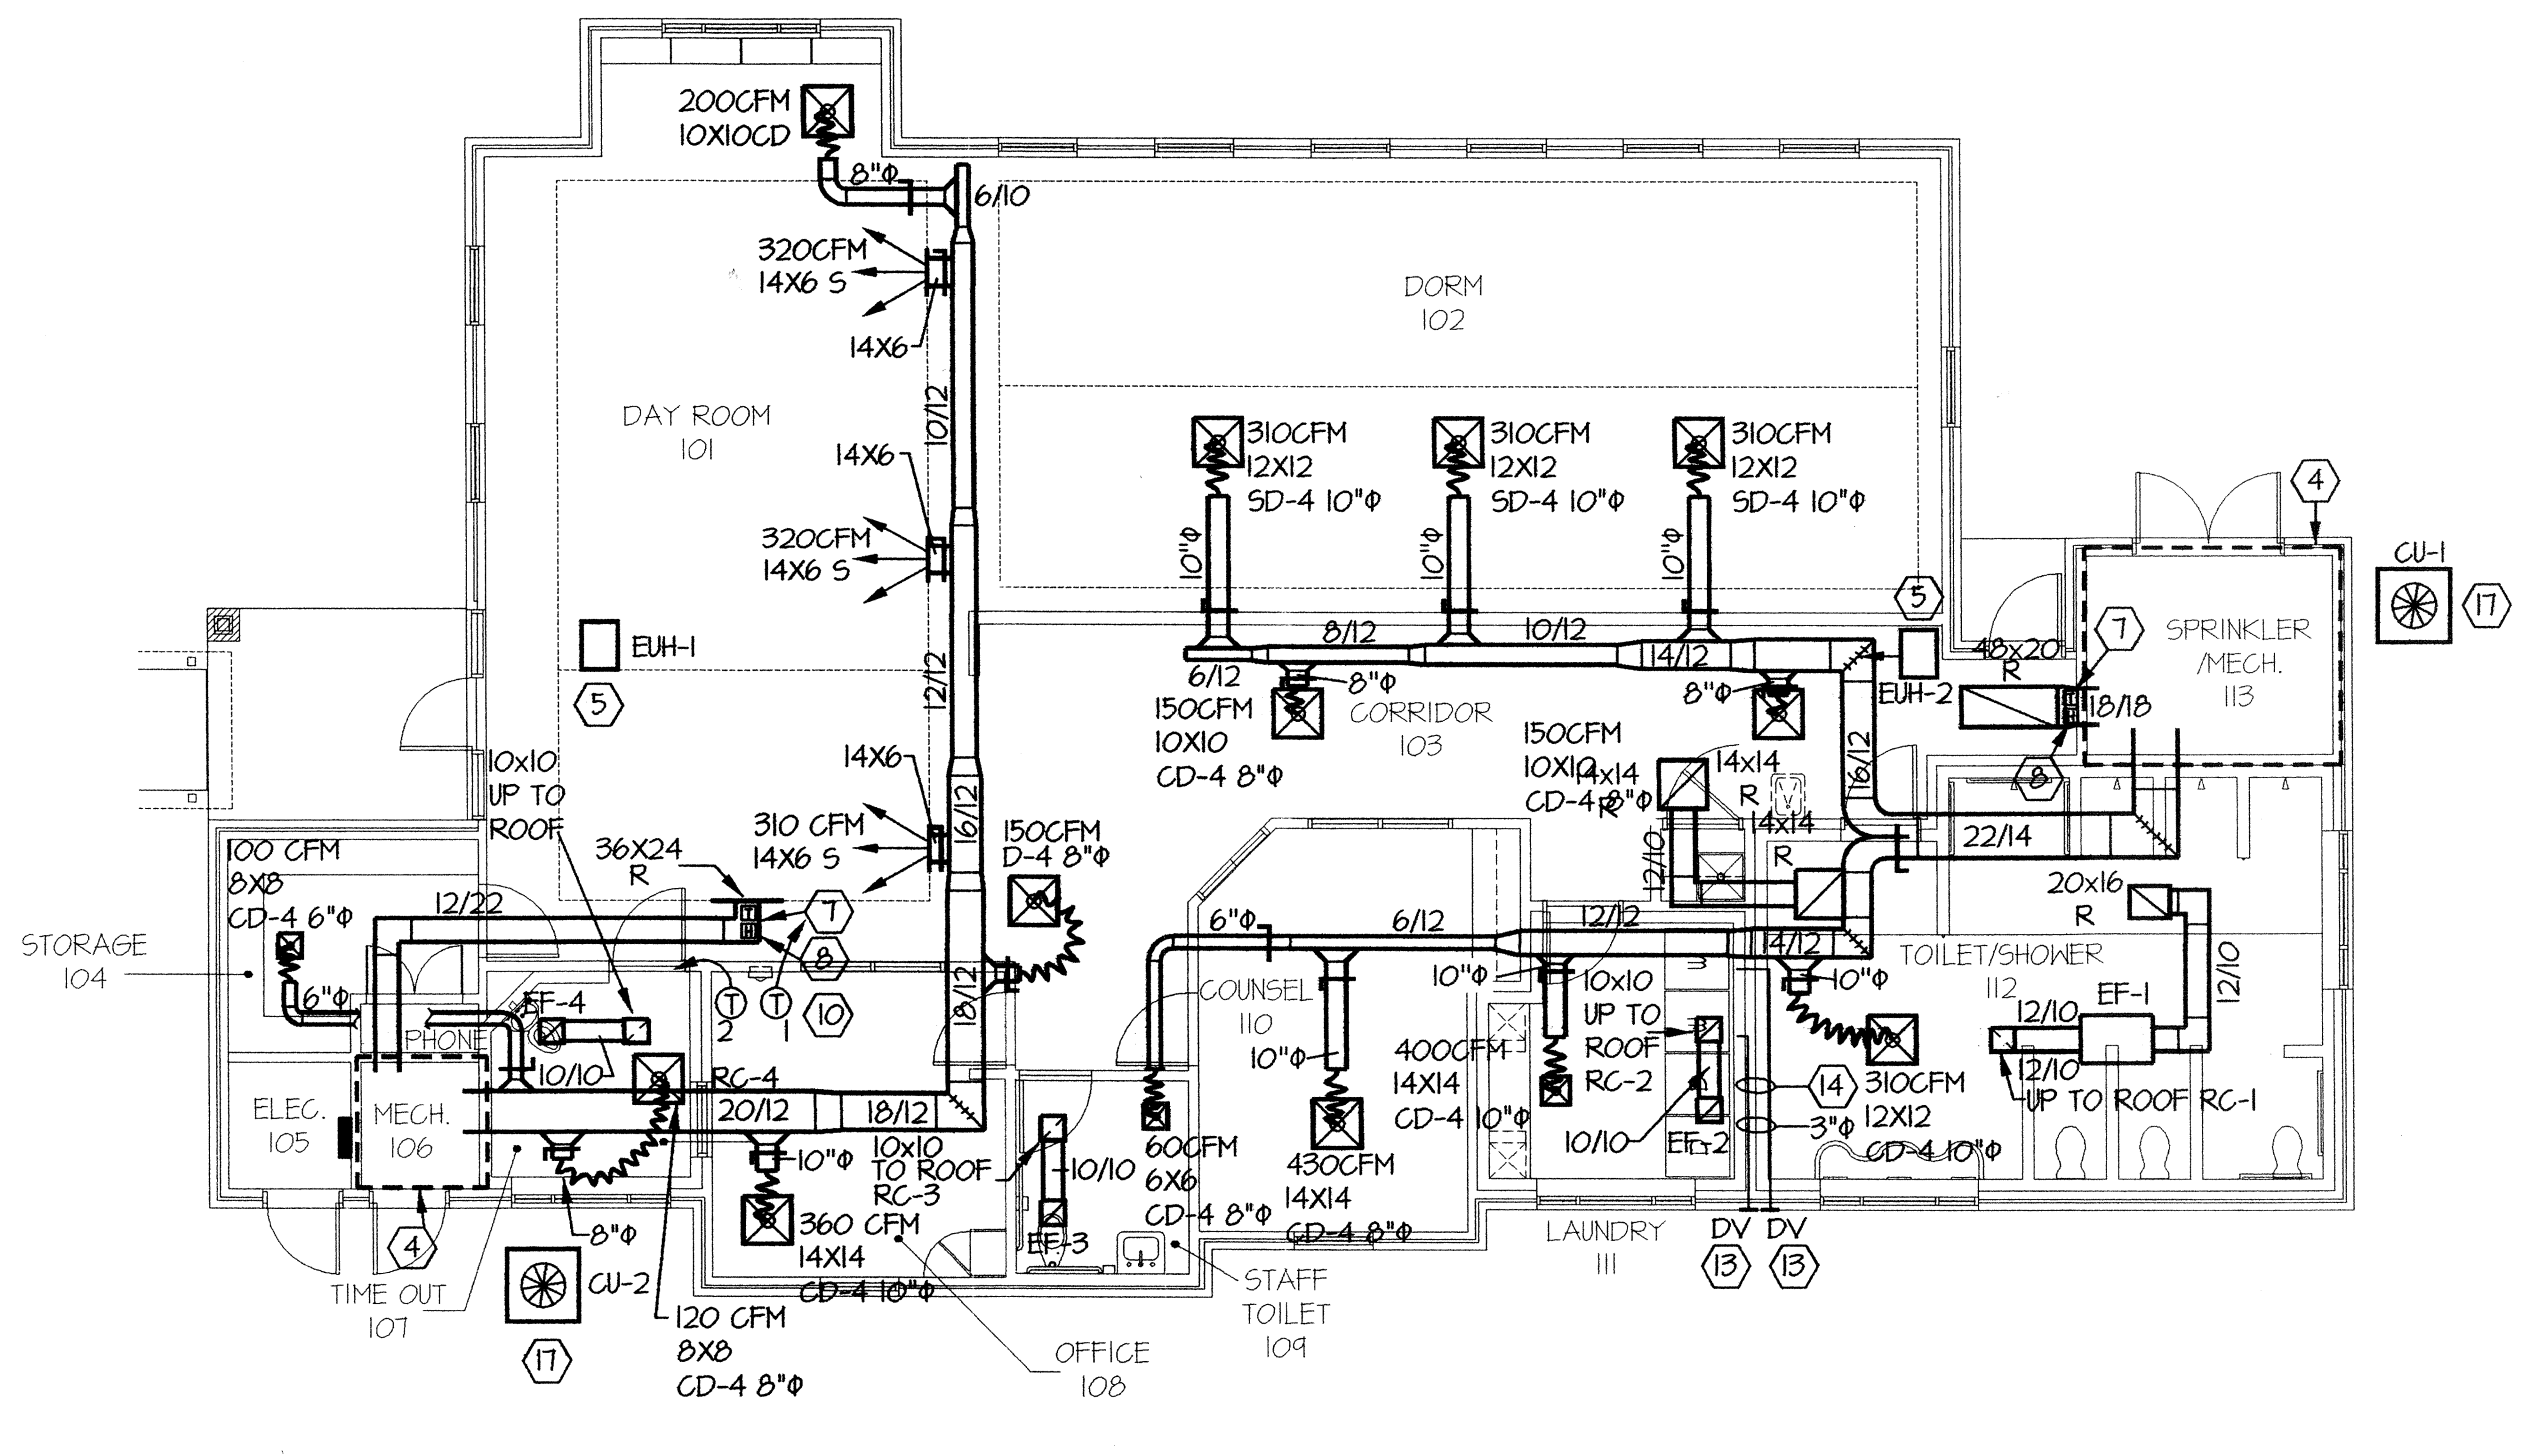 200CFM
10X10CD
8"Φ
6/10
320CFM
14X6 S
14X6
10/12
DAY ROOM
101
14X6
320CFM
14X6 S
EUH-1
5
12/12
14X6
310 CFM
14X6 S
16/12
10x10
UP TO
ROOF
36X24
R
12/22
7
8
T
H
T
2
T
1
10
150CFM
D-4 8"Φ
18/12
DORM
102
310CFM
12X12
SD-4 10"Φ
310CFM
12X12
SD-4 10"Φ
310CFM
12X12
SD-4 10"Φ
10"Φ
10"Φ
10"Φ
6/12
8/12
10/12
14/12
8"Φ
8"Φ
150CFM
10X10
CD-4 8"Φ
CORRIDOR
103
150CFM
10X10
CD-4 8"Φ
14x14
R
14x14
R
14x14
R
5
EUH-2
16/12
48x20
R
7
8
18/18
4
SPRINKLER
/MECH.
113
CU-1
17
22/14
12/10
20x16
R
12/10
EF-1
12/10
12/10
UP TO ROOF RC-1
TOILET/SHOWER
112
100 CFM
8X8
CD-4 6"Φ
6"Φ
STORAGE
104
PHONE
EF-4
10/10
RC-4
ELEC.
105
MECH.
106
4
20/12
18/12
10"Φ
8"Φ
TIME OUT
107
CU-2
17
120 CFM
8X8
CD-4 8"Φ
360 CFM
14X14
CD-4 10"Φ
10x10
TO ROOF
RC-3
10/10
EF-3
OFFICE
108
STAFF
TOILET
109
60CFM
6X6
CD-4 8"Φ
6"Φ
6/12
COUNSEL
110
10"Φ
430CFM
14X14
CD-4 8"Φ
12/12
14/12
10"Φ
10"Φ
400CFM
14X14
CD-4 10"Φ
10x10
UP TO
ROOF
RC-2
10/10
EF-2
LAUNDRY
111
14
3"Φ
DV
13
DV
13
310CFM
12X12
CD-4 10"Φ